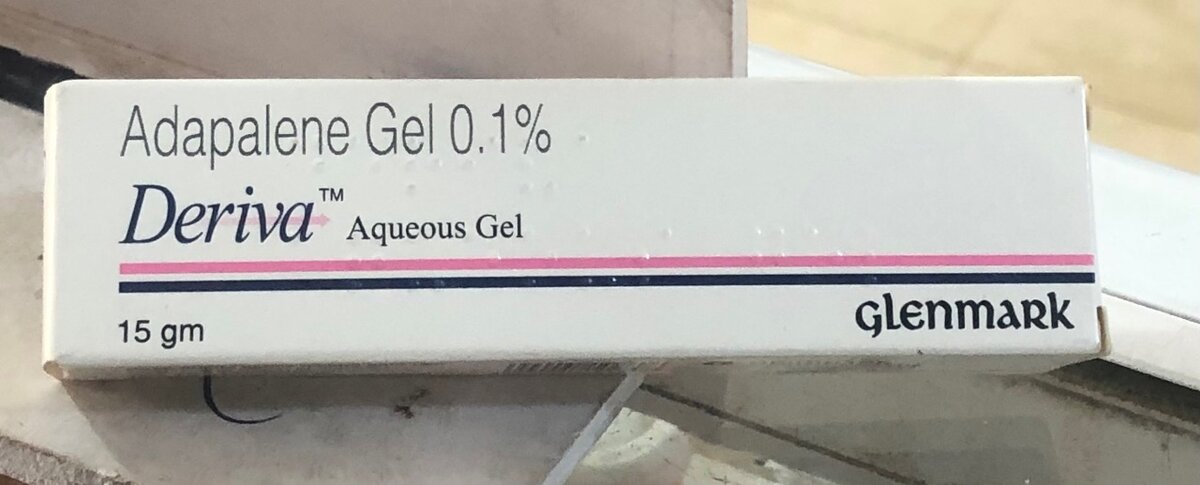 Adapalene Gel 0.1%
Deriva™ Aqueous Gel
15 gm
Glenmark